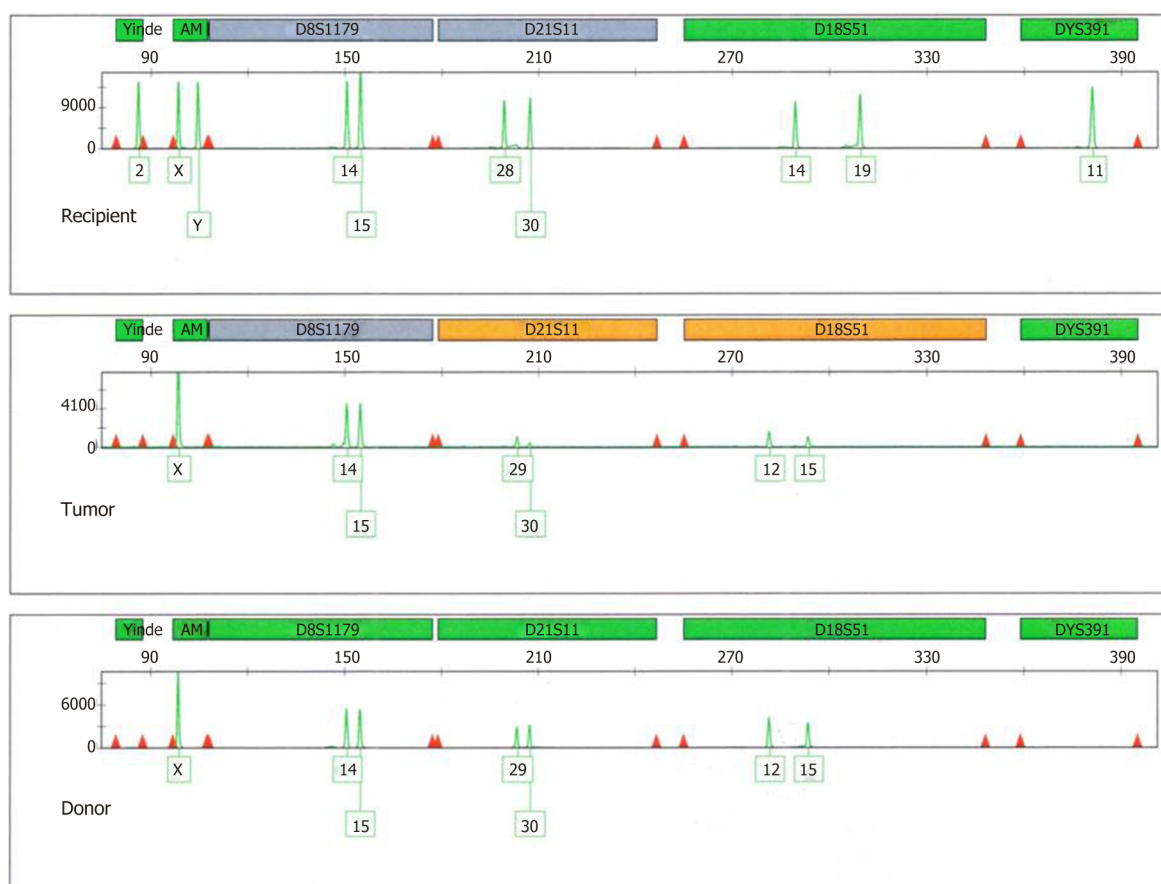 Yinde AM D8S1179 D21S11 D18S51 DYS391
90 150 210 270 330 390
9000
0
2 X 14 28 14 19 11
Recipient Y 15 30
Yinde AM D8S1179 D21S11 D18S51 DYS391
90 150 210 270 330 390
4100
0
X 14 29 12 15
Tumor 15 30
Yinde AM D8S1179 D21S11 D18S51 DYS391
90 150 210 270 330 390
6000
0
X 14 29 12 15
Donor 15 30